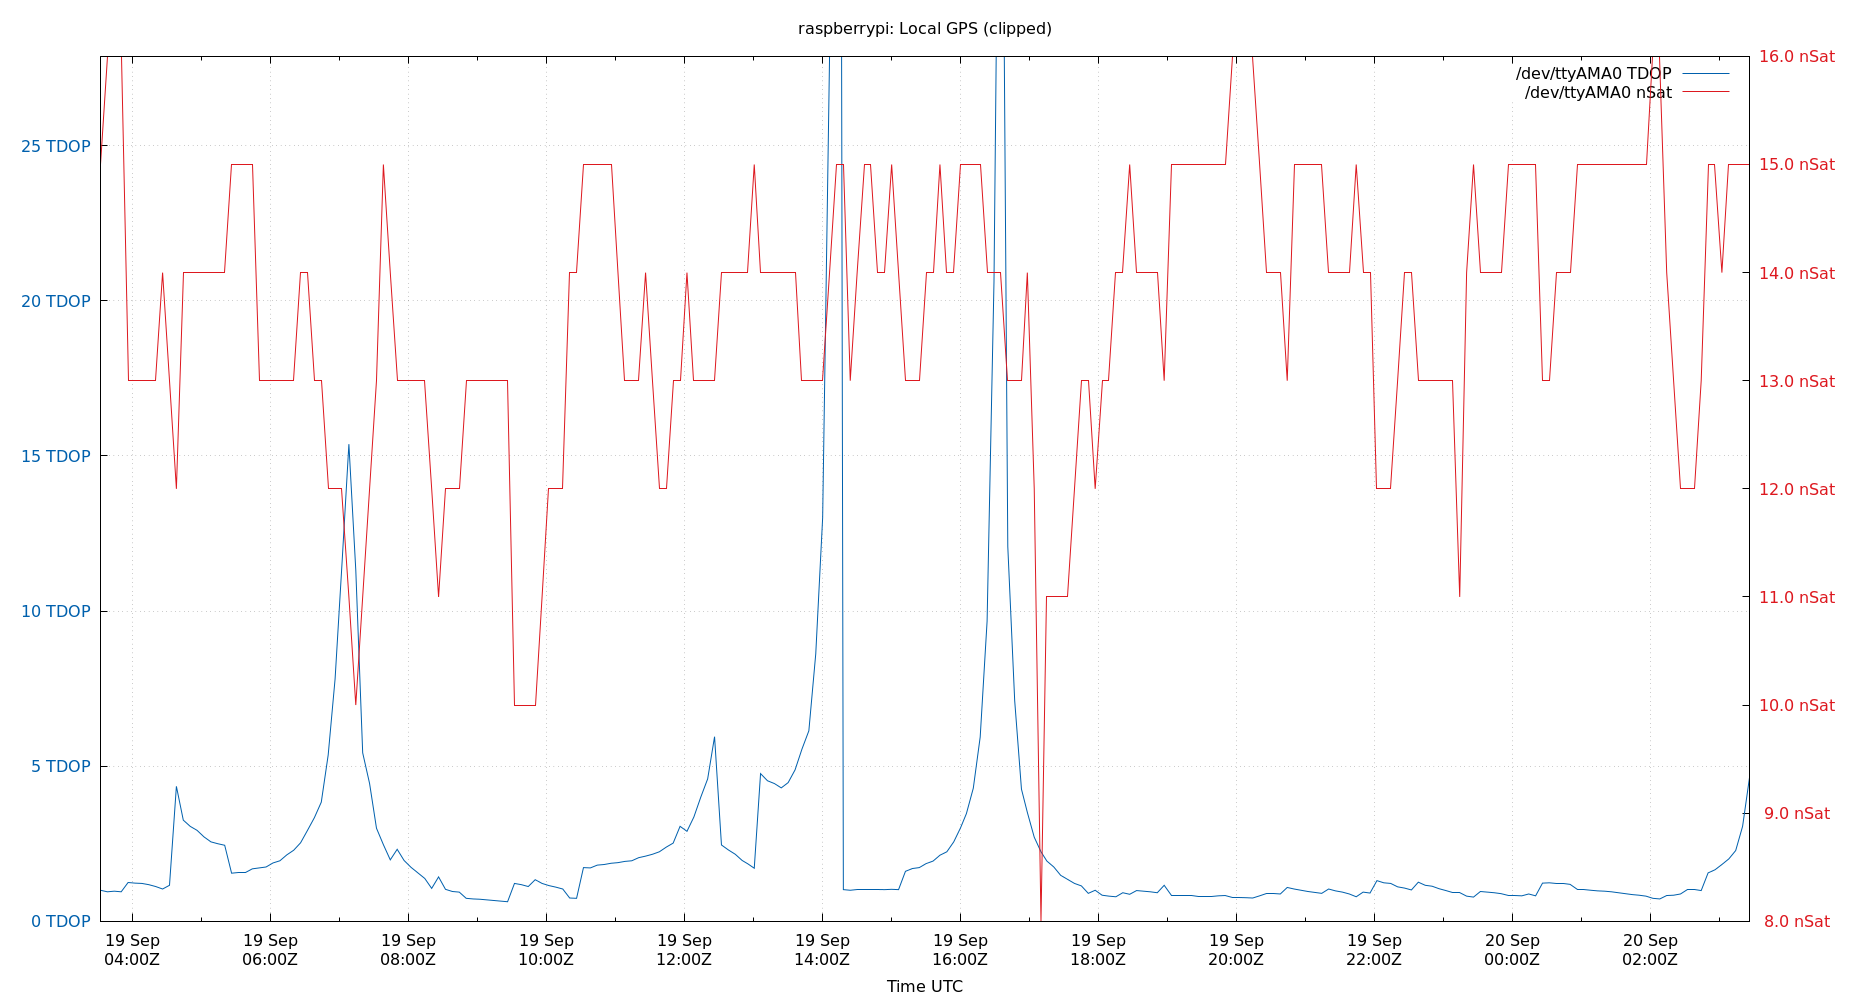 raspberrypi: Local GPS (clipped)
/dev/ttyAMA0 TDOP
/dev/ttyAMA0 nSat
25 TDOP
20 TDOP
15 TDOP
10 TDOP
5 TDOP
0 TDOP
16.0 nSat
15.0 nSat
14.0 nSat
13.0 nSat
12.0 nSat
11.0 nSat
10.0 nSat
9.0 nSat
8.0 nSat
19 Sep 19 Sep 19 Sep 19 Sep 19 Sep 19 Sep 19 Sep 19 Sep 19 Sep 19 Sep 20 Sep 20 Sep
04:00Z 06:00Z 08:00Z 10:00Z 12:00Z 14:00Z 16:00Z 18:00Z 20:00Z 22:00Z 00:00Z 02:00Z
Time UTC